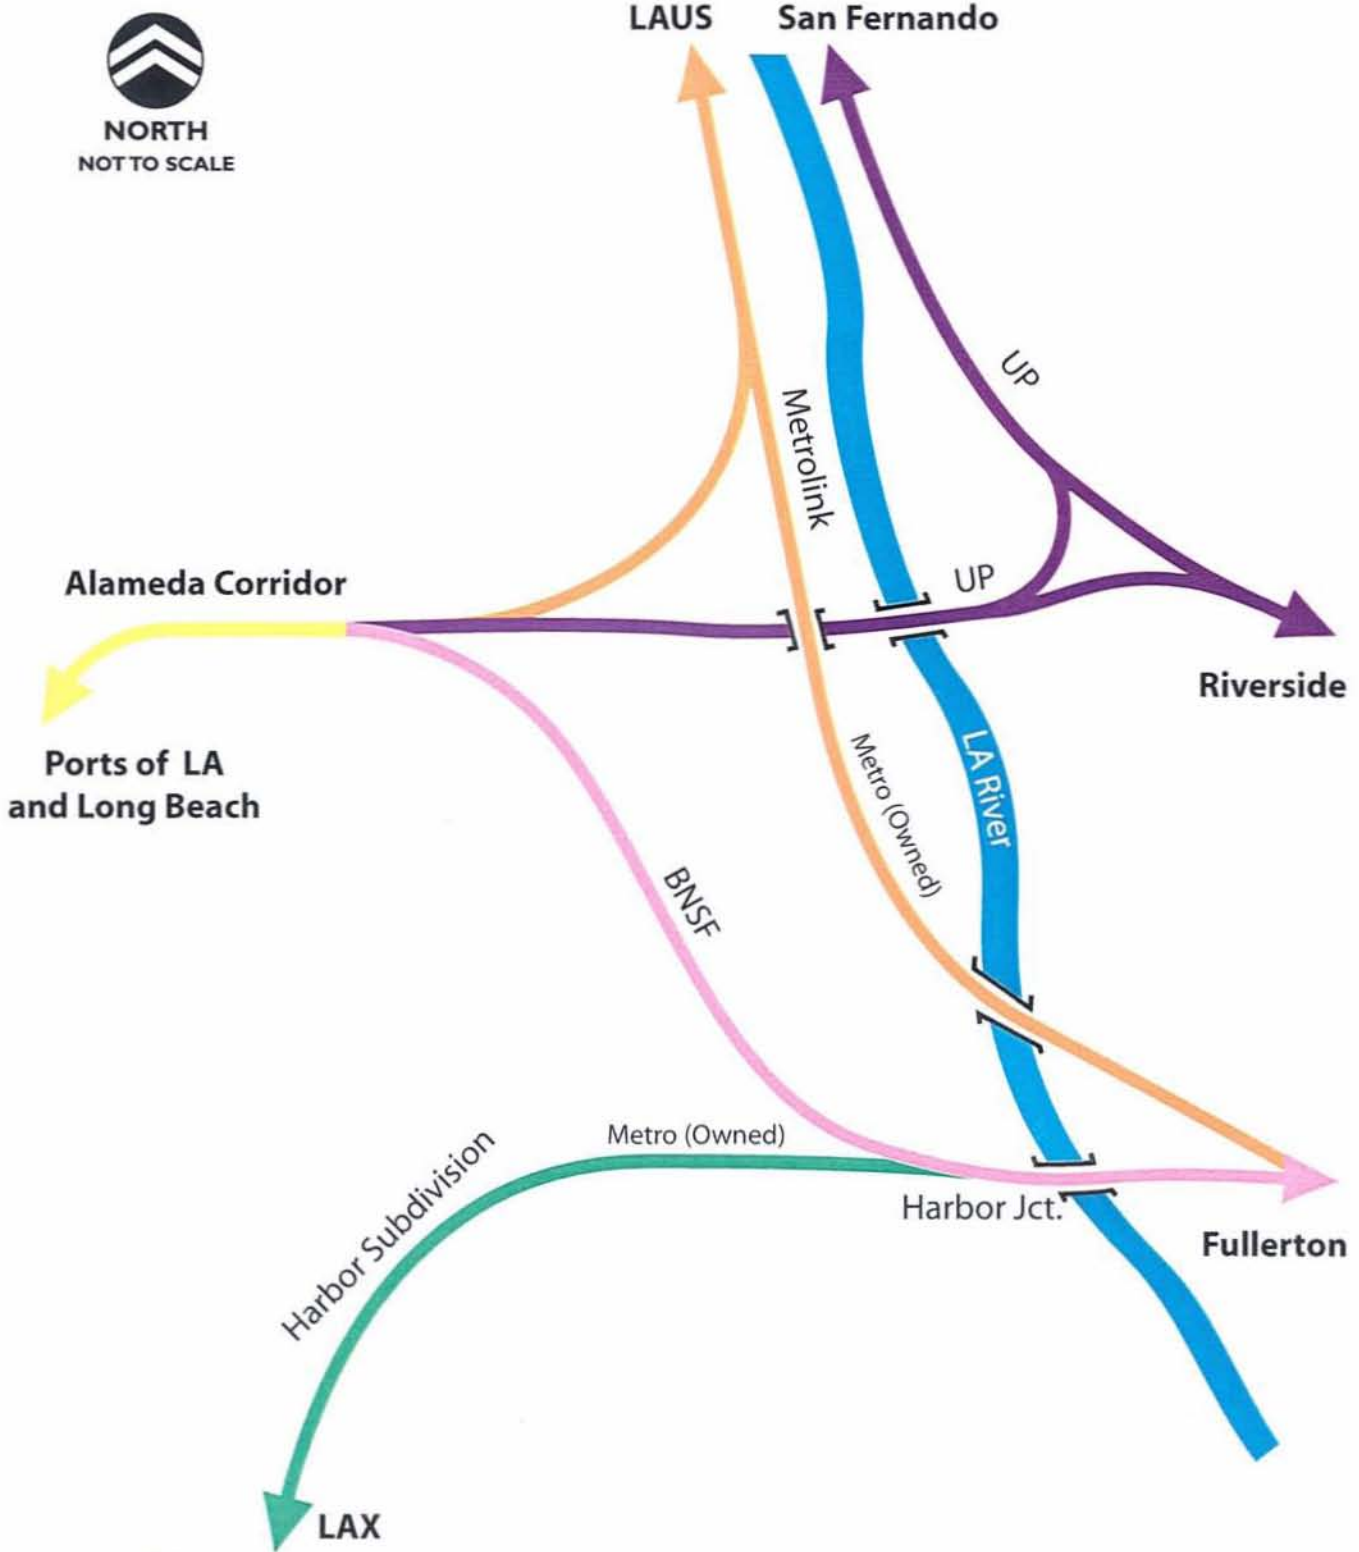 LAUS
San Fernando
NORTH
NOT TO SCALE
UP
Metrolink
UP
Alameda Corridor
Riverside
Ports of LA
and Long Beach
LA River
Metro (Owned)
BNSF
Metro (Owned)
Harbor Subdivision
Harbor Jct.
Fullerton
LAX